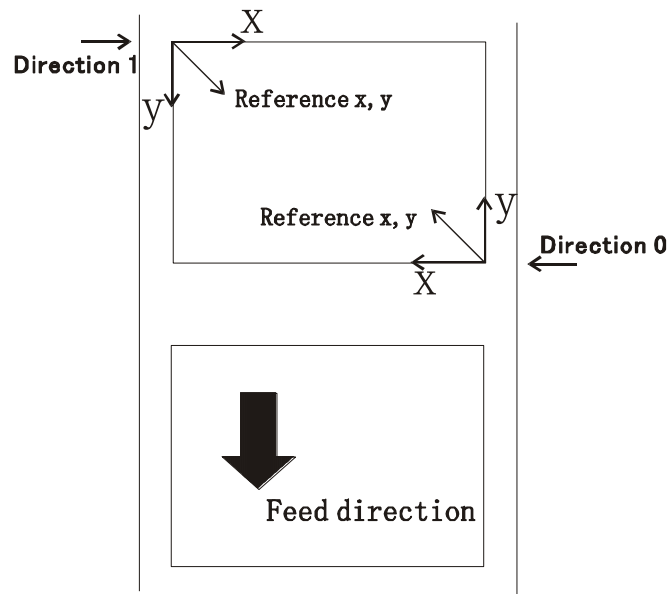 X
Direction 1
y
Reference x, y
Reference x, y
y
Direction 0
X
Feed direction